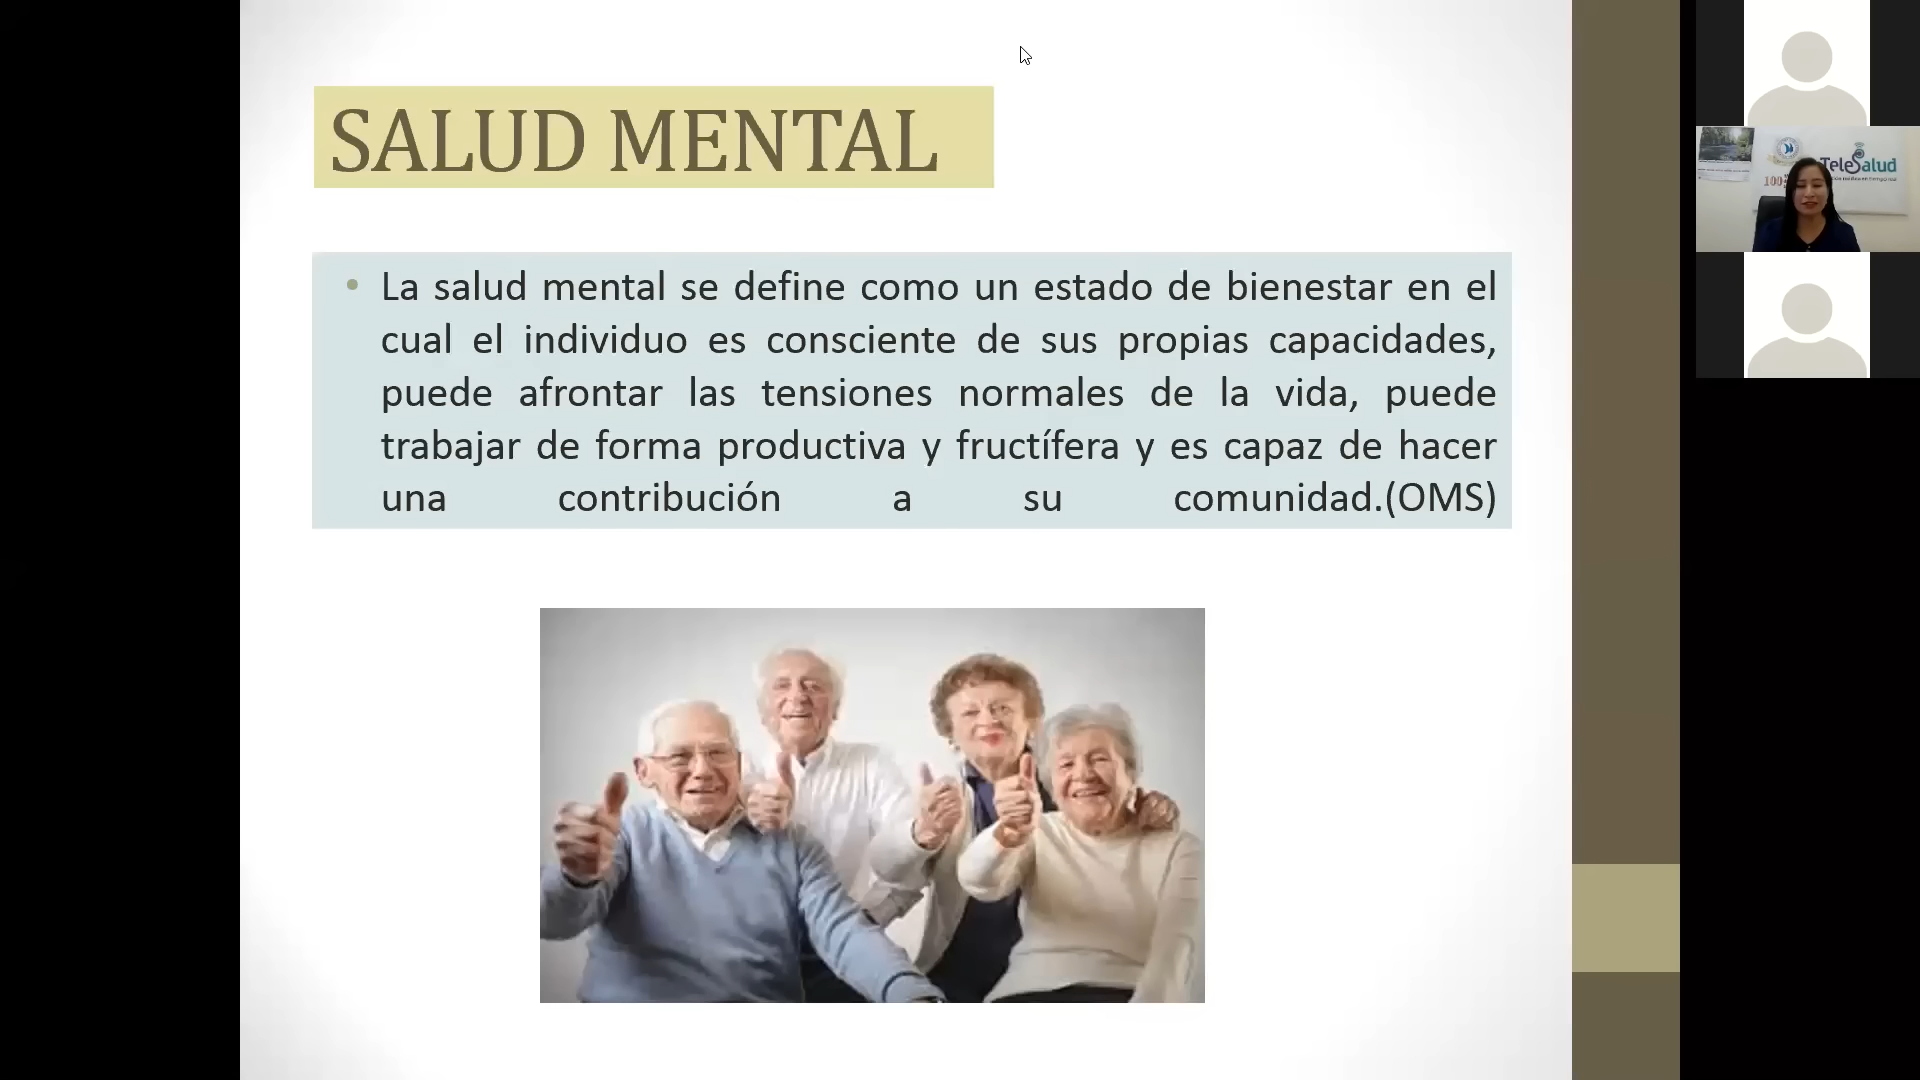 SALUD MENTAL
• La salud mental se define como un estado de bienestar en el
cual el individuo es consciente de sus propias capacidades,
puede afrontar las tensiones normales de la vida, puede
trabajar de forma productiva y fructífera y es capaz de hacer
una contribución a su comunidad.(OMS)
TeleSalud
100